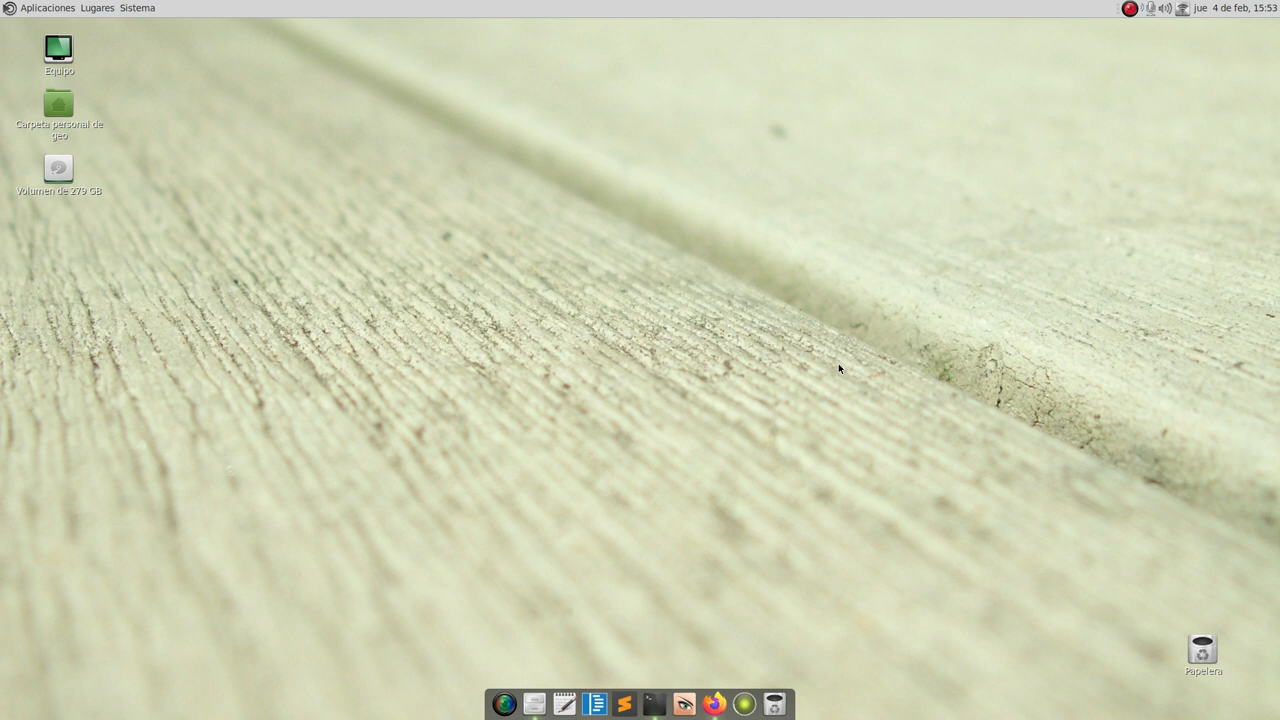 Aplicaciones Lugares Sistema
jue 4 de feb, 15:53
Equipo
Carpeta personal de
geo
Volumen de 279 GB
Papelera